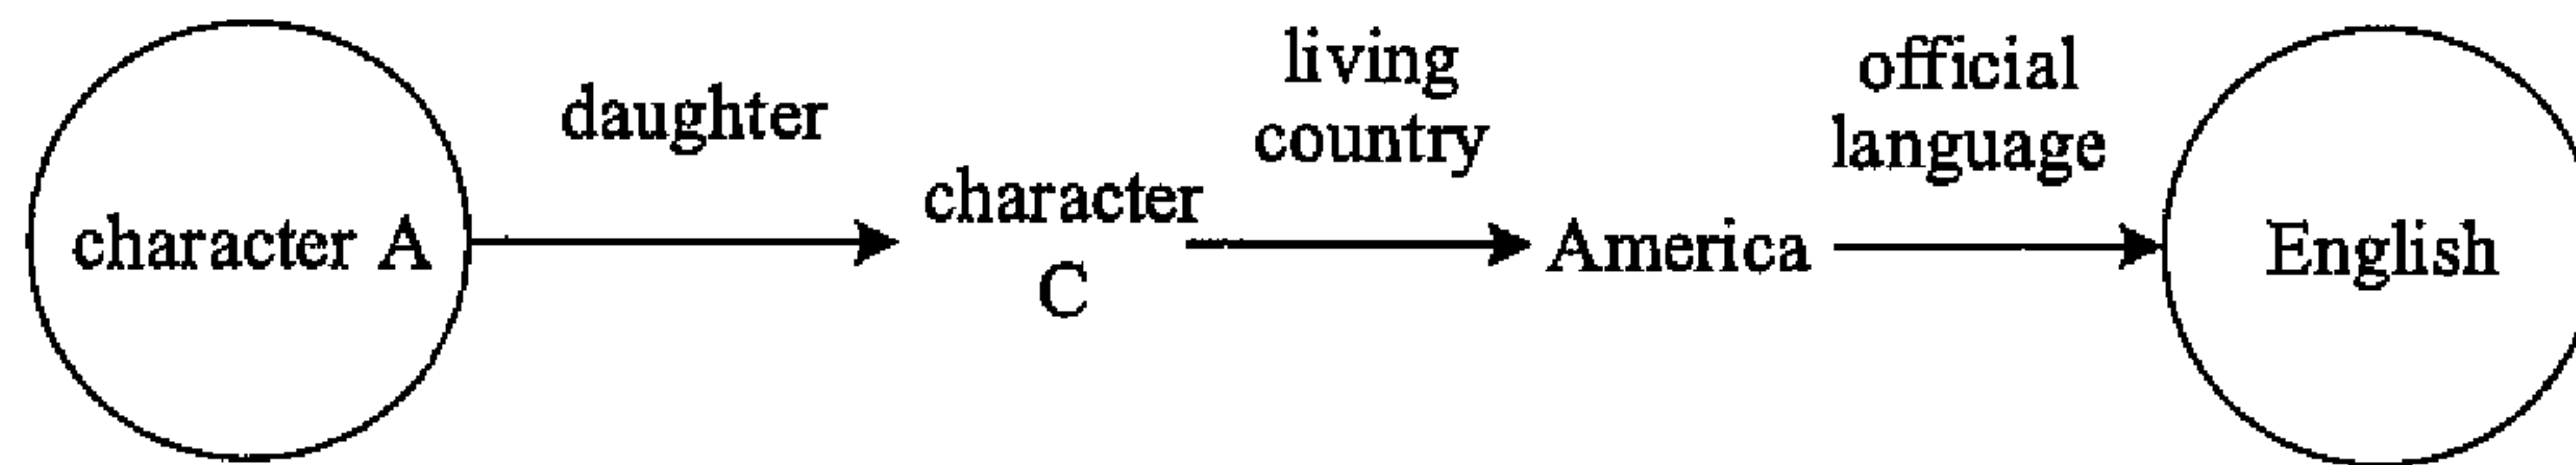 character A
daughter
character
C
living
country
America
official
language
English